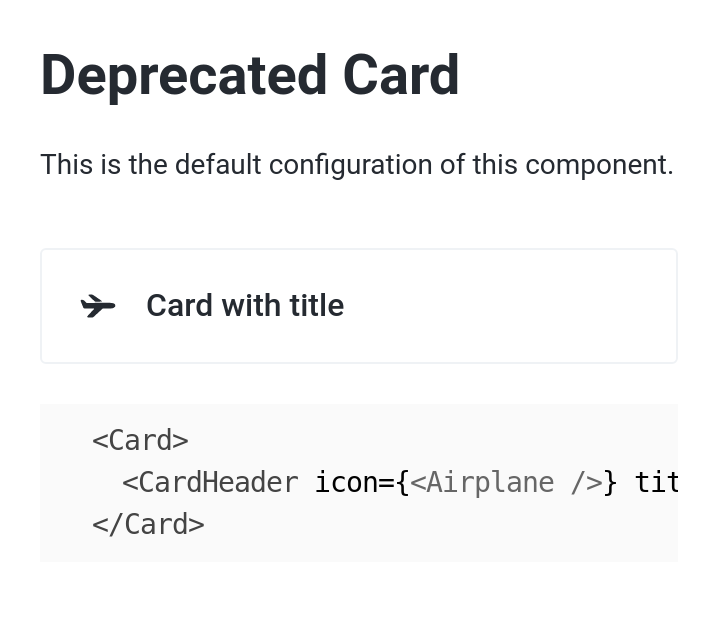 Deprecated Card
This is the default configuration of this component.
Card with title
<Card>
<CardHeader icon={<Airplane />} tit
</Card>